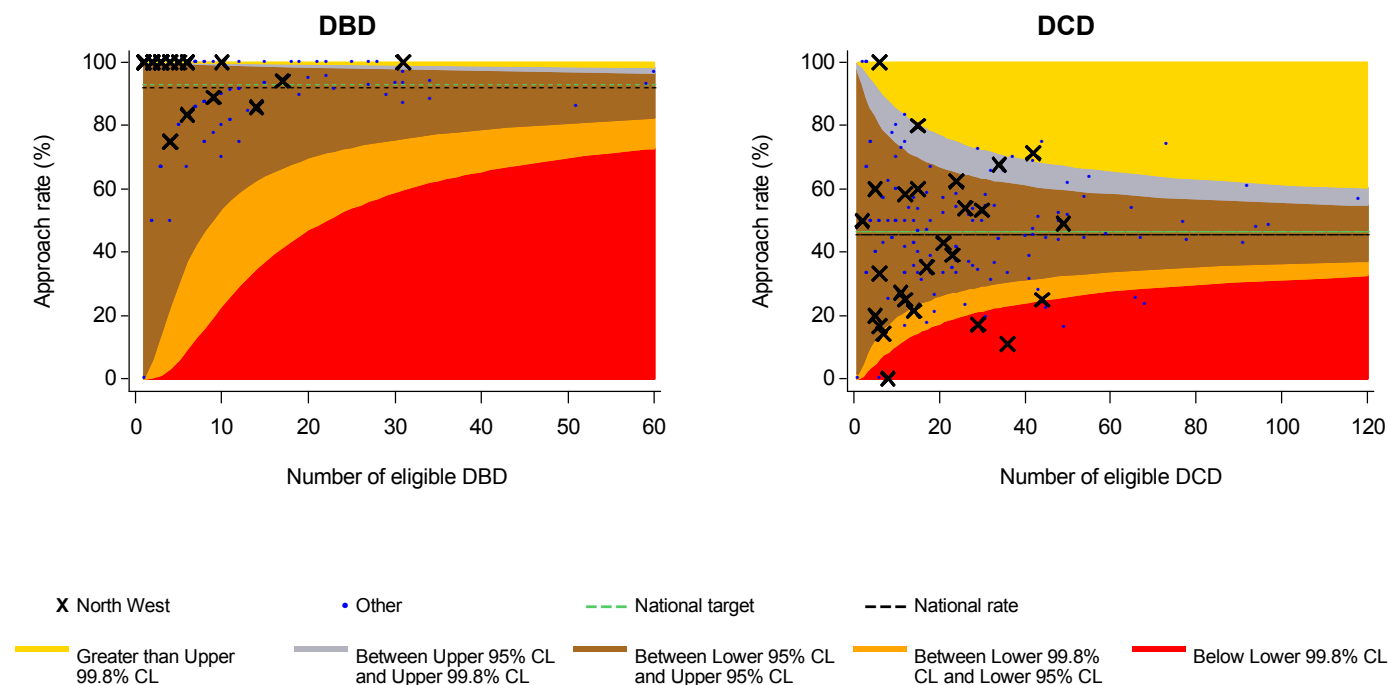 DBD
DCD
Approach rate (%)
100
80
60
40
20
0
0 10 20 30 40 50 60
Number of eligible DBD
Approach rate (%)
100
80
60
40
20
0
0 20 40 60 80 100 120
Number of eligible DCD
X North West
Other
National target
National rate
Greater than Upper
99.8% CL
Between Upper 95% CL
and Upper 99.8% CL
Between Lower 95% CL
and Upper 95% CL
Between Lower 99.8%
CL and Lower 95% CL
Below Lower 99.8% CL